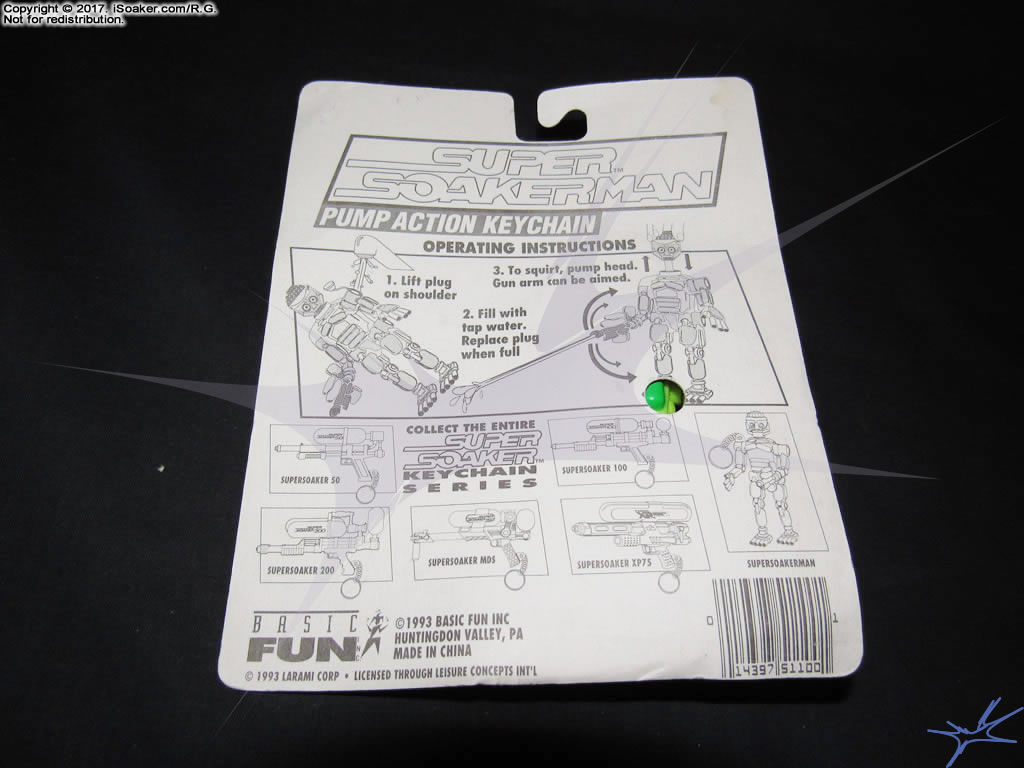 Copyright © 2017, iSoaker.com/R.G.
Not for redistribution.
SUPER™
SOAKERMAN
PUMP ACTION KEYCHAIN
OPERATING INSTRUCTIONS
1. Lift plug
on shoulder
2. Fill with
tap water.
Replace plug
when full
3. To squirt, pump head.
Gun arm can be aimed.
COLLECT THE ENTIRE
SUPER
SOAKER™
KEYCHAIN
SERIES
SUPERSOAKER 50
SUPERSOAKER 100
SUPERSOAKER 200
SUPERSOAKER MDS
SUPERSOAKER XP75
SUPERSOAKERMAN
BASIC
FUN INC
©1993 BASIC FUN INC
HUNTINGDON VALLEY, PA
MADE IN CHINA
© 1993 LARAMI CORP • LICENSED THROUGH LEISURE CONCEPTS INT'L
0 14397 51100 1